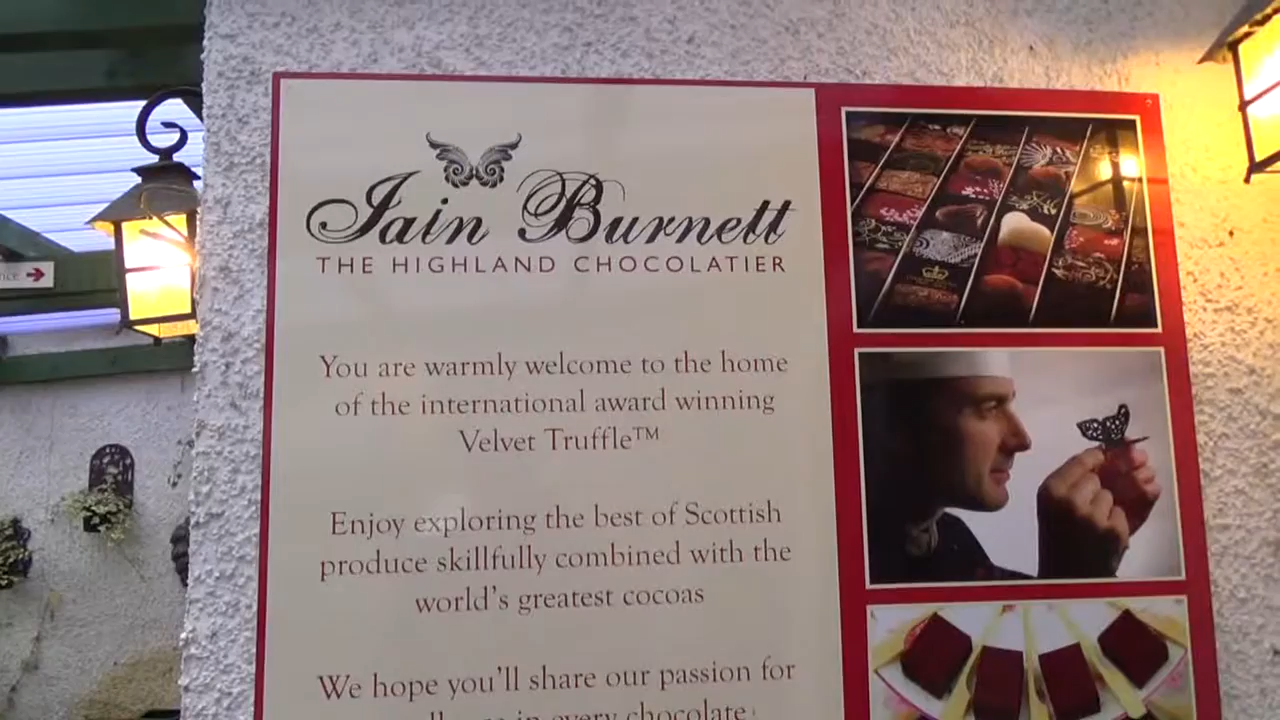 Iain Burnett
THE HIGHLAND CHOCOLATIER
You are warmly welcome to the home
of the international award winning
Velvet Truffle™
Enjoy exploring the best of Scottish
produce skillfully combined with the
world's greatest cocoas
We hope you'll share our passion for
in every chocolate